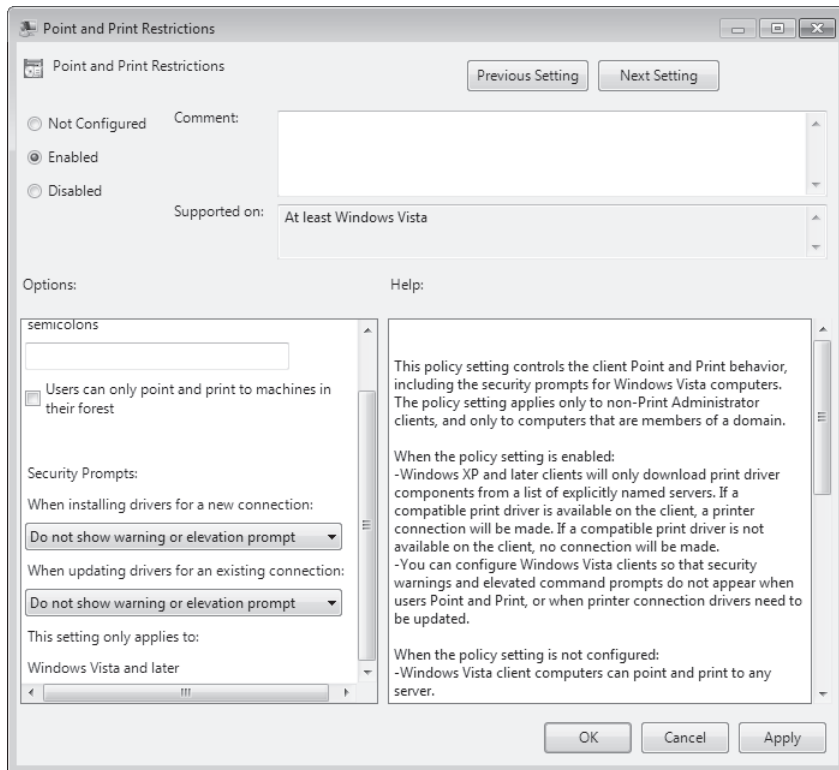 Point and Print Restrictions
Point and Print Restrictions
Previous Setting
Next Setting
Not Configured
Comment:
Enabled
Disabled
Supported on:
At least Windows Vista
Options:
Help:
semicolons
Users can only point and print to machines in
their forest
Security Prompts:
When installing drivers for a new connection:
Do not show warning or elevation prompt
When updating drivers for an existing connection:
Do not show warning or elevation prompt
This setting only applies to:
Windows Vista and later
This policy setting controls the client Point and Print behavior,
including the security prompts for Windows Vista computers.
The policy setting applies only to non-Print Administrator
clients, and only to computers that are members of a domain.
When the policy setting is enabled:
-Windows XP and later clients will only download print driver
components from a list of explicitly named servers. If a
compatible print driver is available on the client, a printer
connection will be made. If a compatible print driver is not
available on the client, no connection will be made.
-You can configure Windows Vista clients so that security
warnings and elevated command prompts do not appear when
users Point and Print, or when printer connection drivers need to
be updated.
When the policy setting is not configured:
-Windows Vista client computers can point and print to any
server.
OK
Cancel
Apply